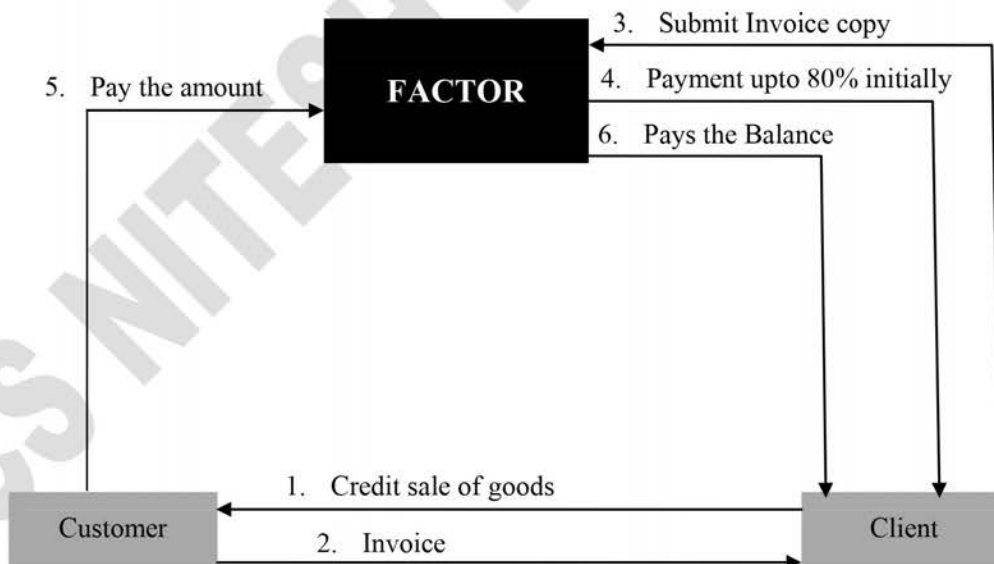 3. Submit Invoice copy
5. Pay the amount
FACTOR
4. Payment upto 80% initially
6. Pays the Balance
1. Credit sale of goods
Customer
Client
2. Invoice